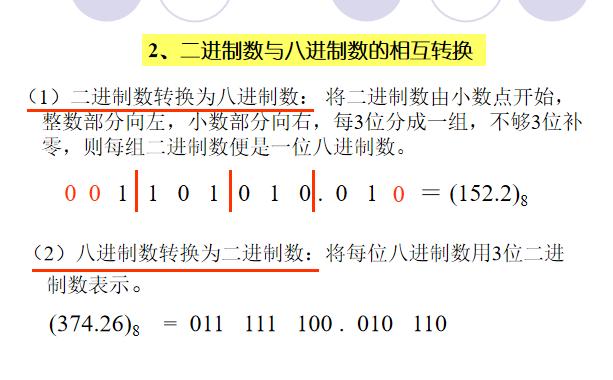 2、二进制数与八进制数的相互转换
（1）二进制数转换为八进制数： 将二进制数由小数点开始，
整数部分向左，小数部分向右，每3位分成一组，不够3位补
零，则每组二进制数便是一位八进制数。
0 0 1 1 0 1 0 1 0 . 0 1 0 = (152.2)8
（2）八进制数转换为二进制数：将每位八进制数用3位二进
制数表示。
(374.26)8 = 011 111 100 . 010 110